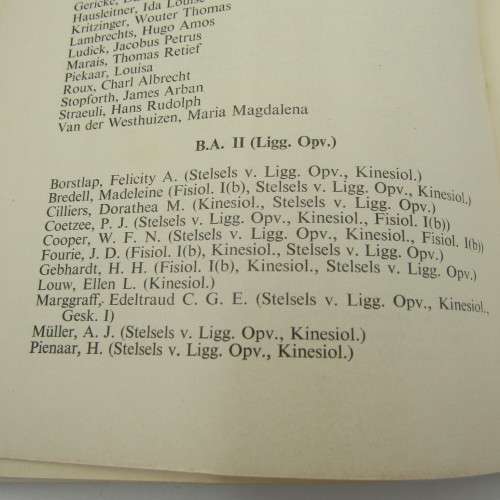 Gericke,
Hausleitner, Ida Louise
Kritzinger, Wouter Thomas
Lambrechts, Hugo Amos
Ludick, Jacobus Petrus
Marais, Thomas Retief
Piekaar, Louisa
Roux, Charl Albrecht
Stopforth, James Arban
Straeuli, Hans Rudolph
Van der Westhuizen, Maria Magdalena
B.A. II (Ligg. Opv.)
Borstlap, Felicity A. (Stelsels v. Ligg. Opv., Kinesiol.)
Bredell, Madeleine (Fisiol. I(b), Stelsels v. Ligg. Opv., Kinesiol.)
Cilliers, Dorathea M. (Kinesiol., Stelsels v. Ligg. Opv.)
Coetzee, P. J. (Stelsels v. Ligg. Opv., Kinesiol., Fisiol. I(b))
Cooper, W. F. N. (Stelsels v. Ligg. Opv., Kinesiol., Fisiol. I(b))
Fourie, J. D. (Fisiol. I(b), Kinesiol., Stelsels v. Ligg. Opv.)
Gebhardt, H. H. (Fisiol. I(b), Kinesiol., Stelsels v. Ligg. Opv.)
Louw, Ellen L. (Kinesiol.)
Marggraff, Edeltraud C. G. E. (Stelsels v. Ligg. Opv., Kinesiol.,
Gesk. I)
Müller, A. J. (Stelsels v. Ligg. Opv., Kinesiol.)
Pienaar, H. (Stelsels v. Ligg. Opv., Kinesiol.)